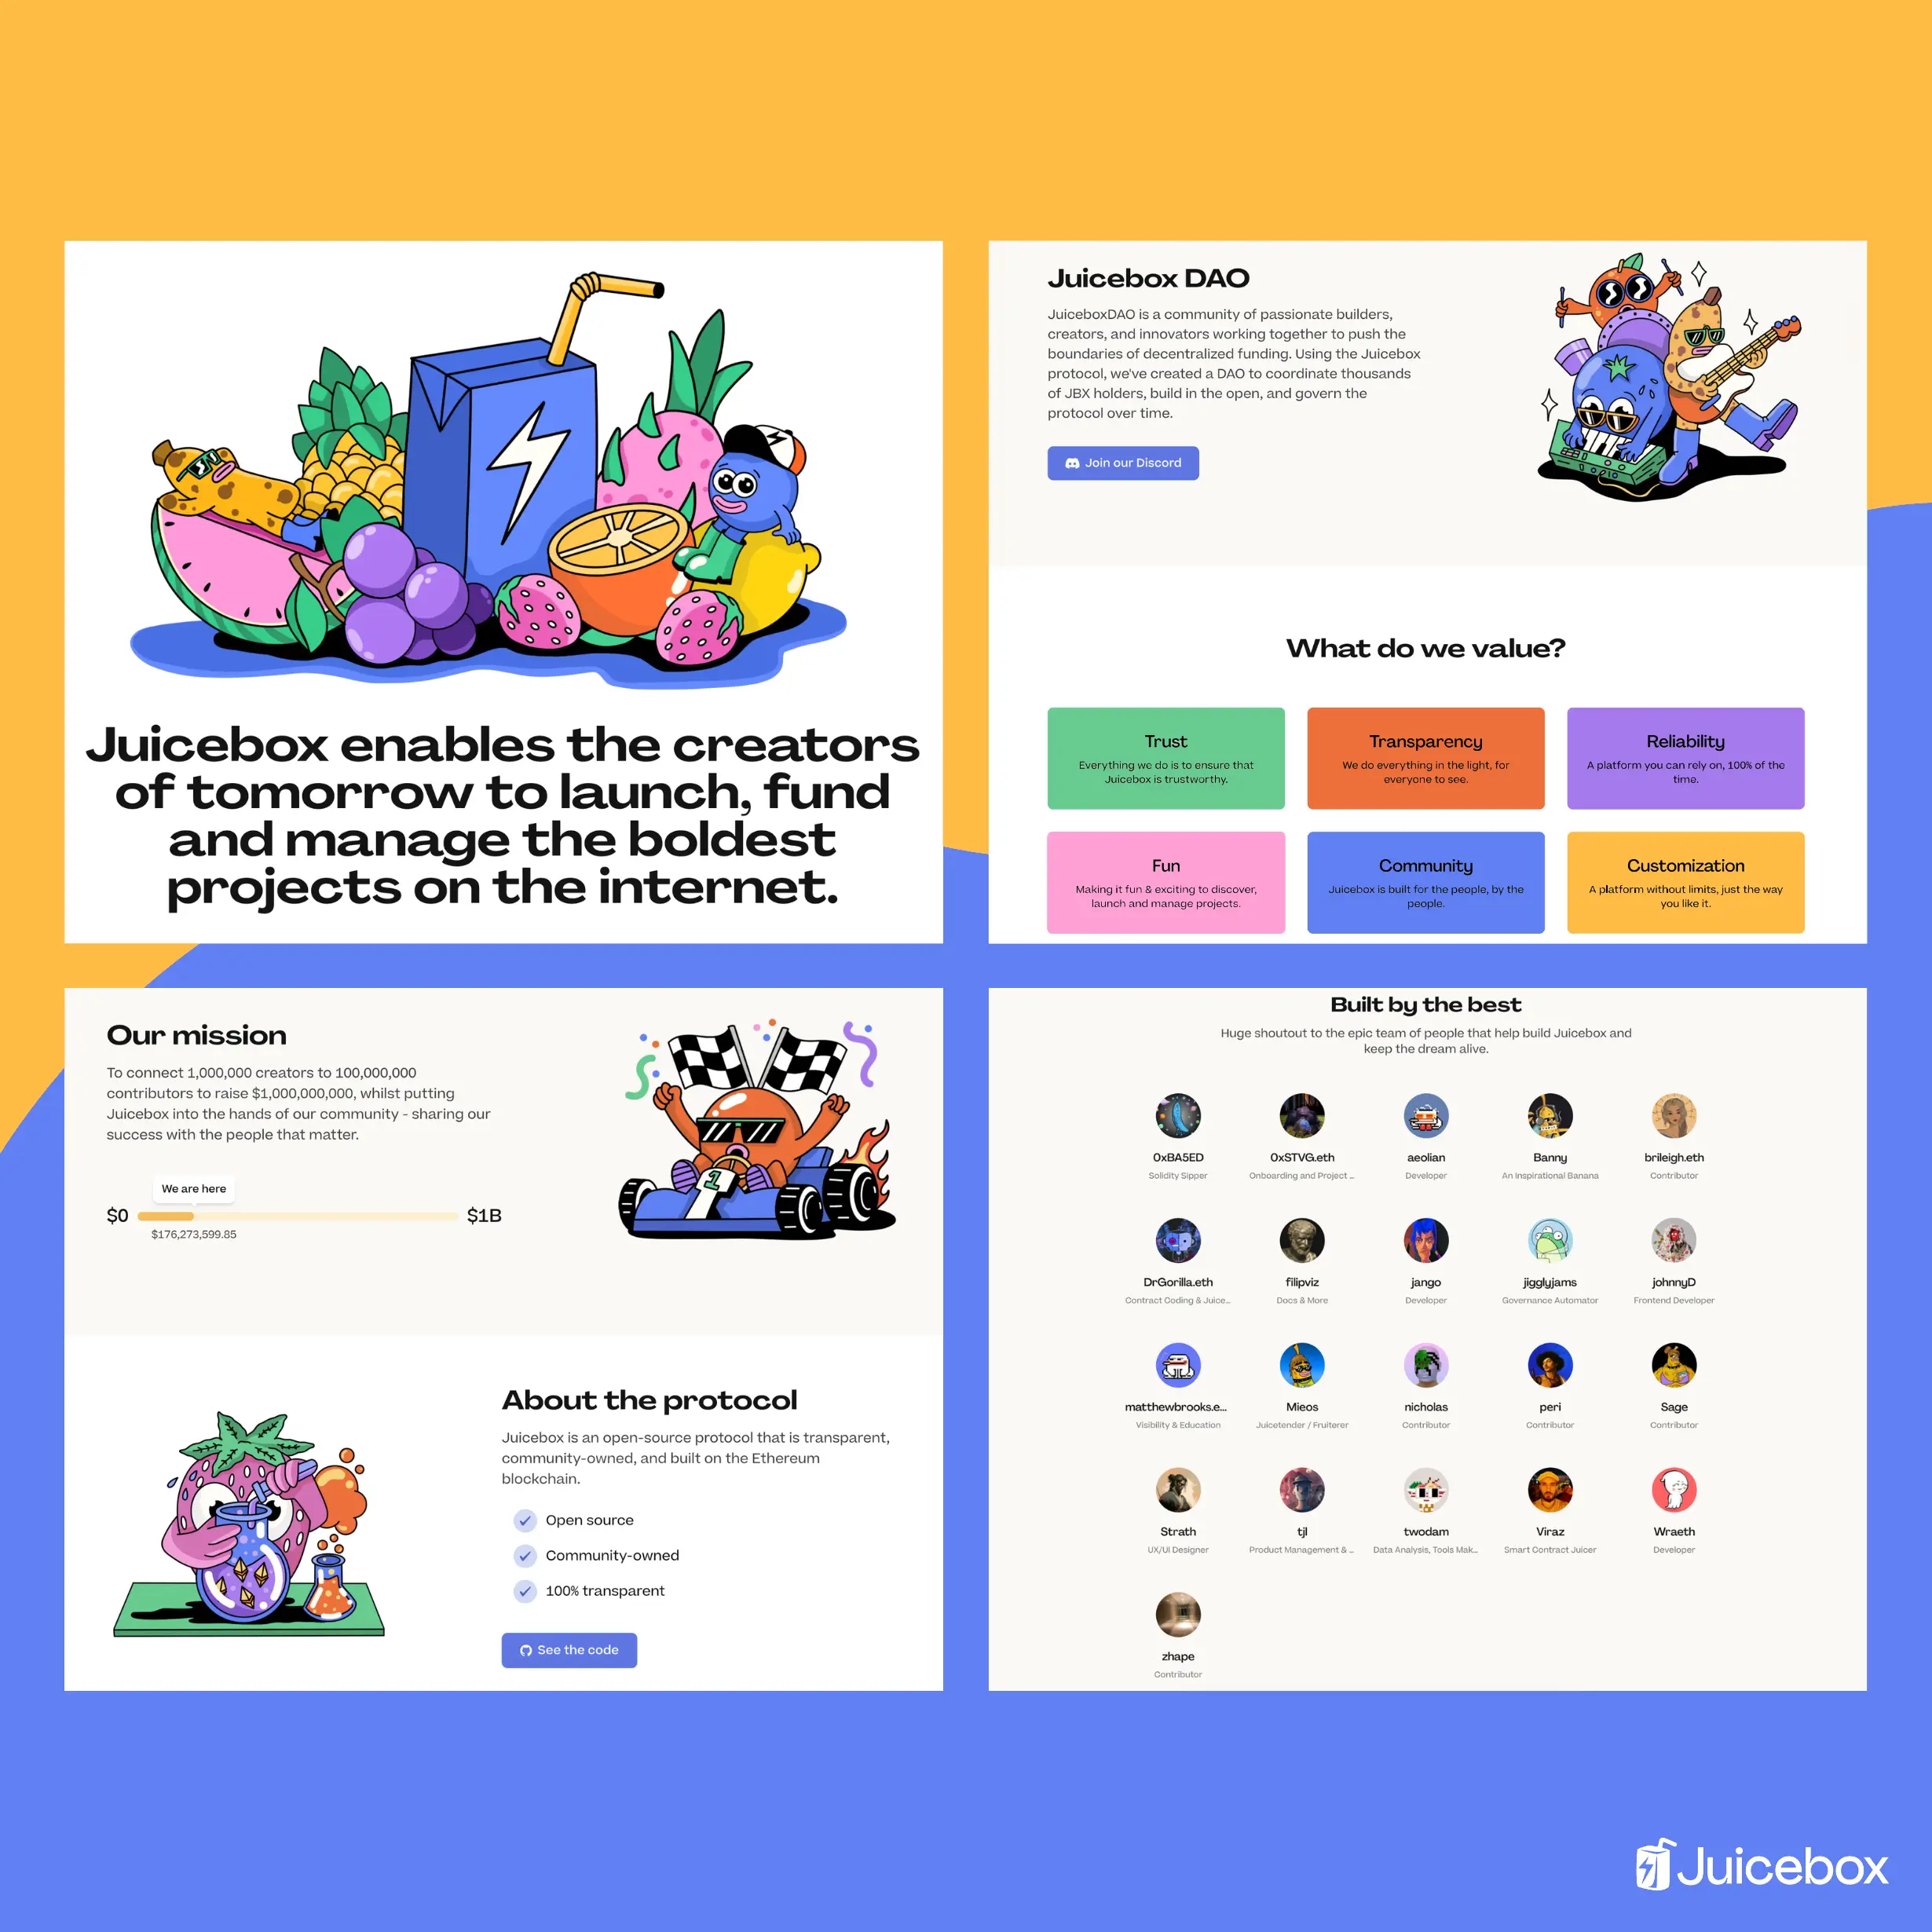 Juicebox enables the creators
of tomorrow to launch, fund
and manage the boldest
projects on the internet.
Juicebox DAO
JuiceboxDAO is a community of passionate builders,
creators, and innovators working together to push the
boundaries of decentralized funding. Using the Juicebox
protocol, we've created a DAO to coordinate thousands
of JBX holders, build in the open, and govern the
protocol over time.
Join our Discord
What do we value?
Trust
Everything we do is to ensure that
Juicebox is trustworthy.
Transparency
We do everything in the light, for
everyone to see.
Reliability
A platform you can rely on, 100% of the
time.
Fun
Making it fun & exciting to discover,
launch and manage projects.
Community
Juicebox is built for the people, by the
people.
Customization
A platform without limits, just the way
you like it.
Our mission
To connect 1,000,000 creators to 100,000,000
contributors to raise $1,000,000,000, whilst putting
Juicebox into the hands of our community - sharing our
success with the people that matter.
We are here
$0
$1B
$176,273,599.85
1
About the protocol
Juicebox is an open-source protocol that is transparent,
community-owned, and built on the Ethereum
blockchain.
Open source
Community-owned
100% transparent
See the code
Built by the best
Huge shoutout to the epic team of people that help build Juicebox and
keep the dream alive.
0xBA5ED
Solidity Sipper
0xSTVG.eth
Onboarding and Project ...
aeolian
Developer
Banny
An Inspirational Banana
brileigh.eth
Contributor
DrGorilla.eth
Contract Coding & Juice...
filipviz
Docs & More
jango
Developer
jigglyjams
Governance Automator
johnnyD
Frontend Developer
matthewbrooks.e...
Visibility & Education
Mieos
Juicetender / Fruiterer
nicholas
Contributor
peri
Contributor
Sage
Contributor
Strath
UX/UI Designer
tjl
Product Management & ...
twodam
Data Analysis, Tools Mak...
Viraz
Smart Contract Juicer
Wraeth
Developer
zhape
Contributor
Juicebox